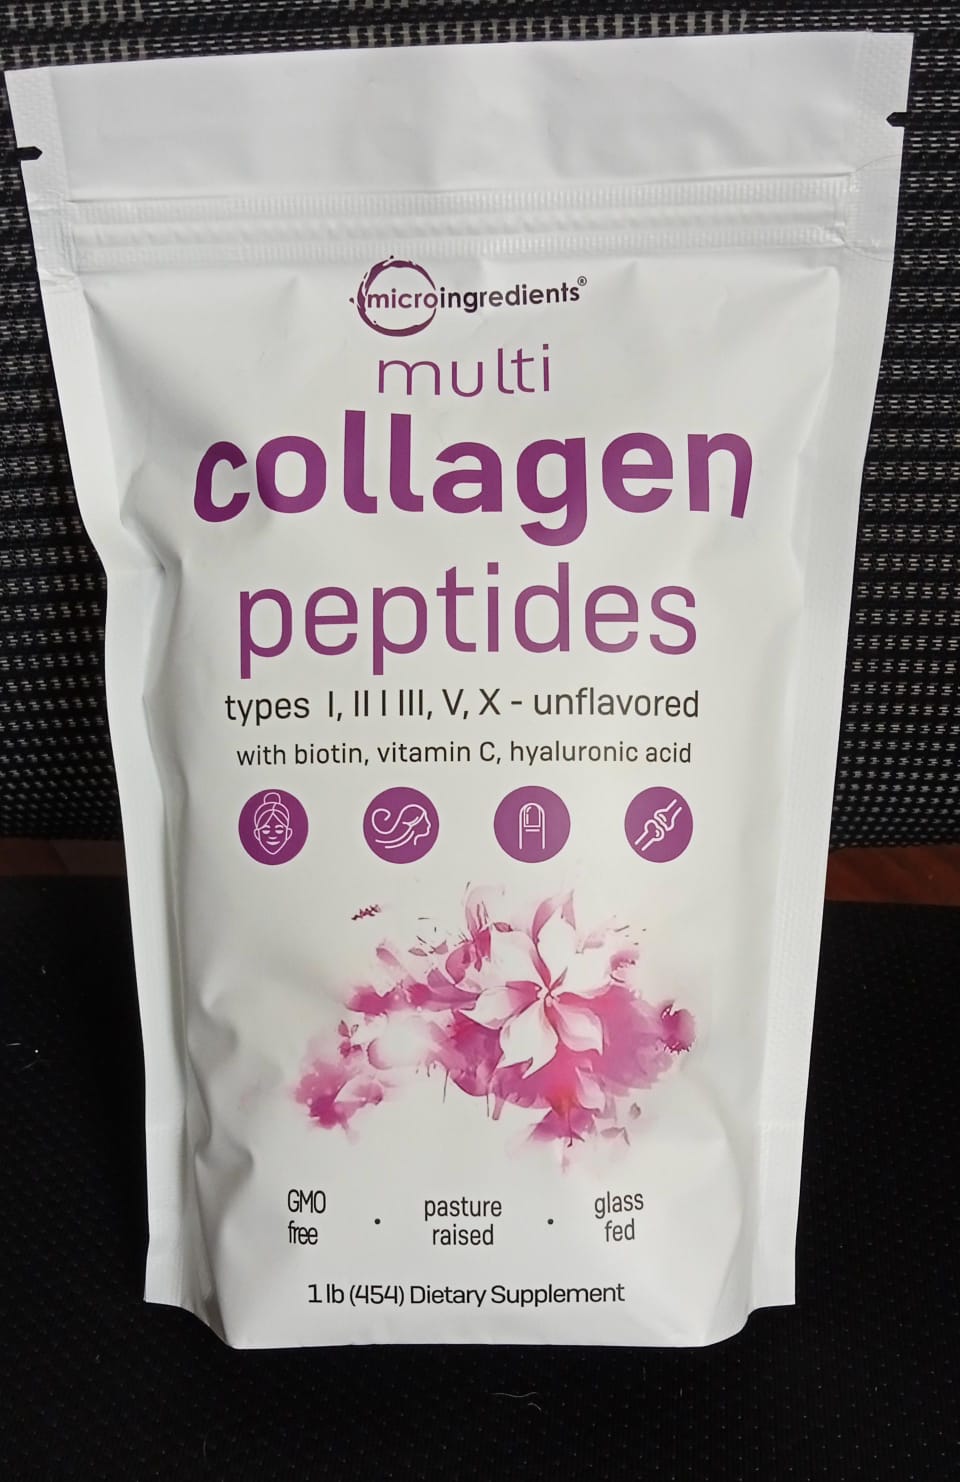 microingredients®
multi
collagen
peptides
types I, II I III, V, X - unflavored
with biotin, vitamin C, hyaluronic acid
GMO free
·
pasture raised
·
glass fed
1 lb (454) Dietary Supplement